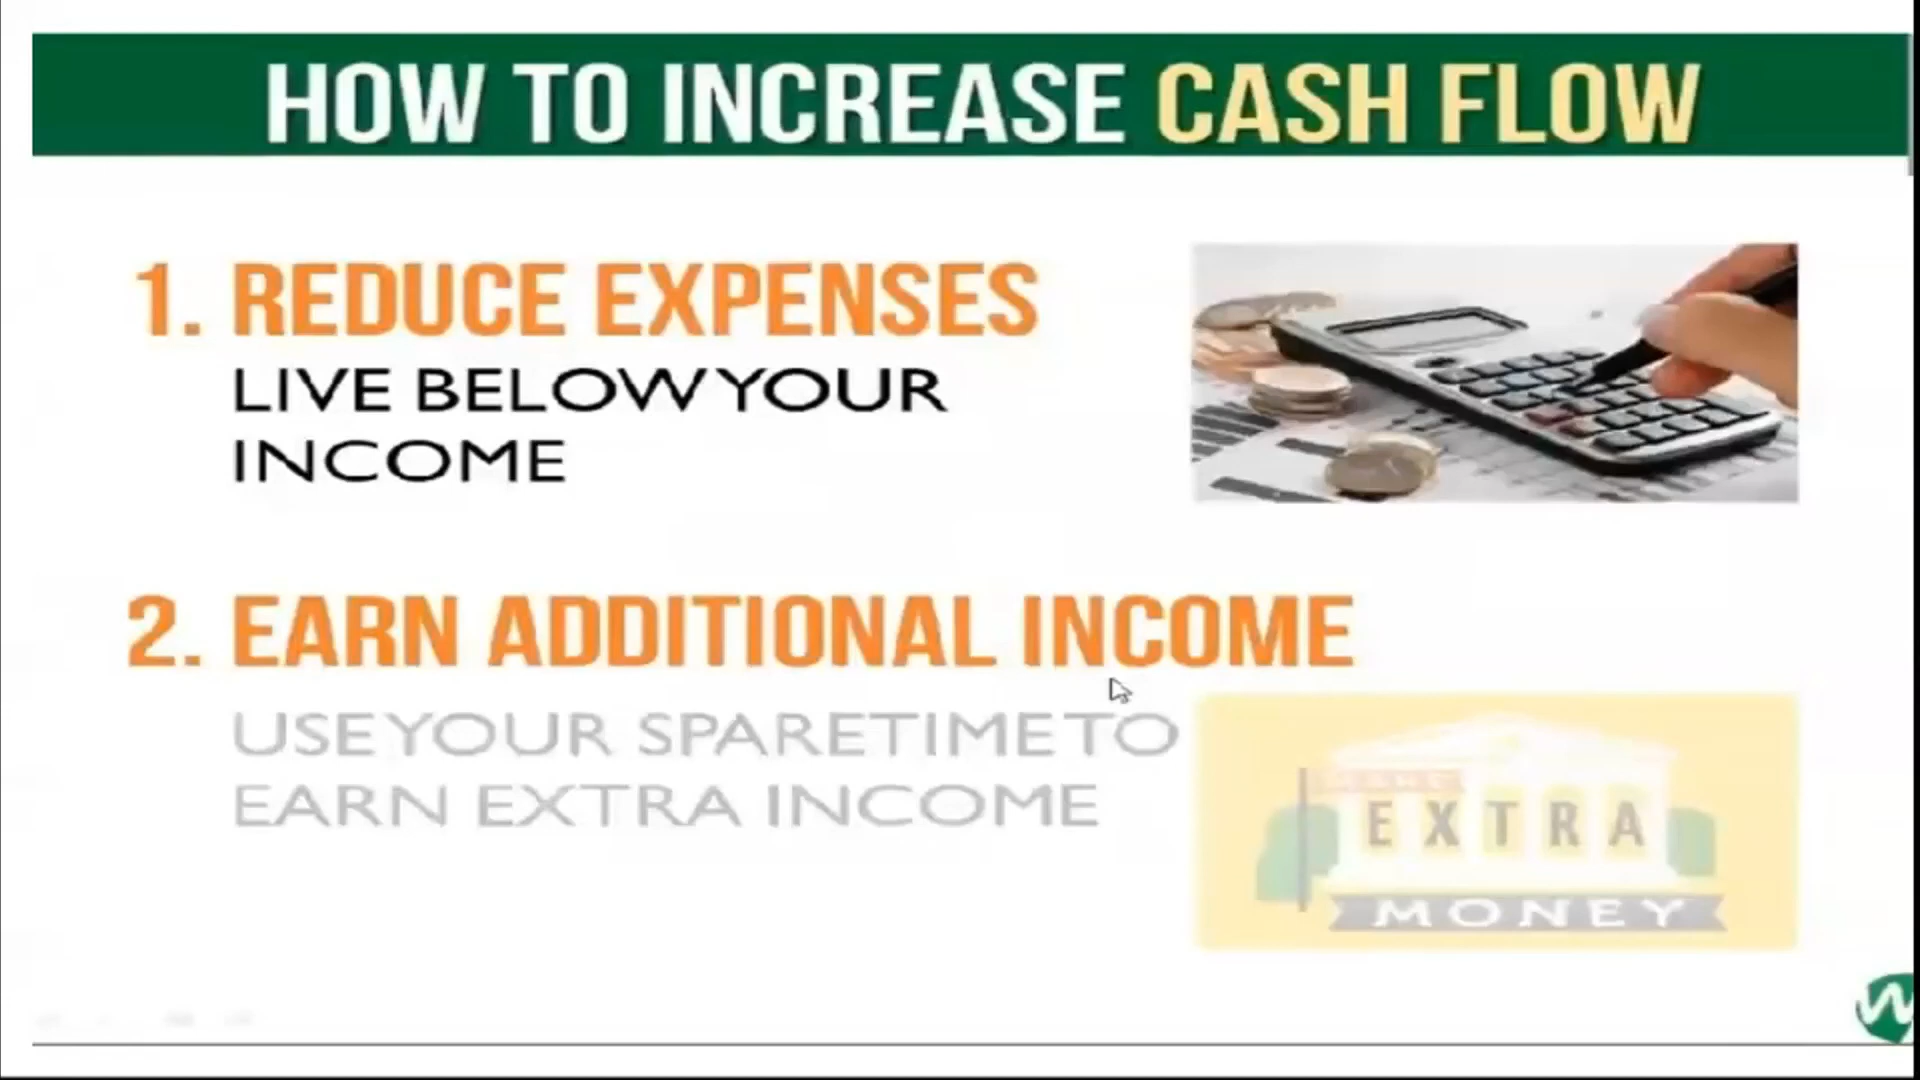 HOW TO INCREASE CASH FLOW
1. REDUCE EXPENSES
LIVE BELOW YOUR
INCOME
2. EARN ADDITIONAL INCOME
USE YOUR SPARE TIME TO
EARN EXTRA INCOME
EXTRA
MONEY
W